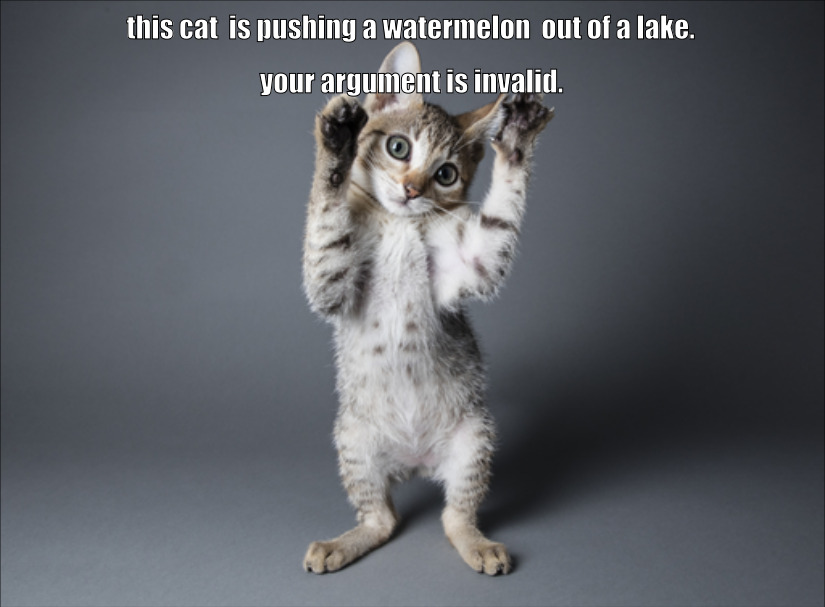 this cat  is pushing a watermelon  out of a lake.
your argument is invalid.